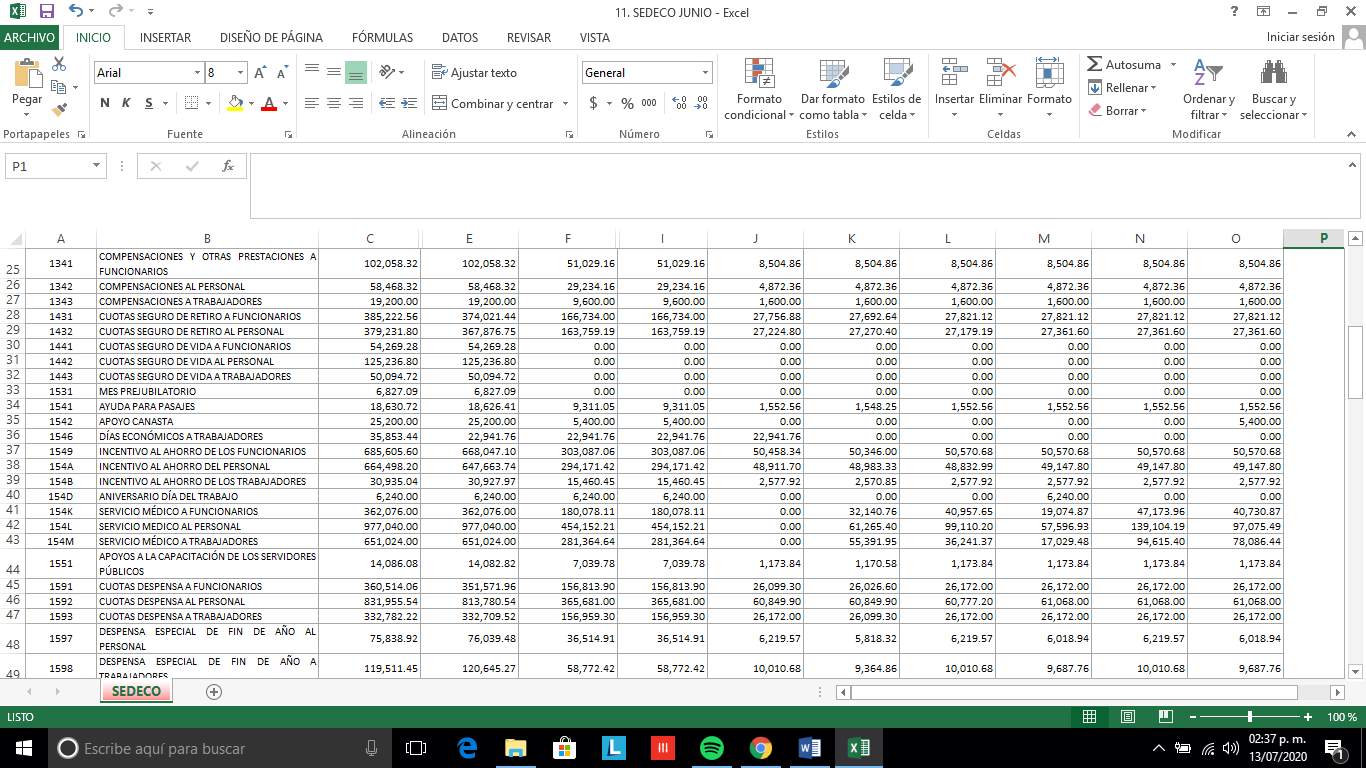 11. SEDECO JUNIO - Excel
ARCHIVO INICIO INSERTAR DISEÑO DE PÁGINA FÓRMULAS DATOS REVISAR VISTA Iniciar sesión
Pegar Arial 8 Ajustar texto General Formato condicional Dar formato como tabla Estilos de celda Insertar Eliminar Formato Autosuma Rellenar Borrar Ordenar y filtrar Buscar y seleccionar
N K S Combinar y centrar $ % 000
Portapapeles Fuente Alineación Número Estilos Celdas Modificar
P1 fx
A B C E F I J K L M N O P
25 1341 COMPENSACIONES Y OTRAS PRESTACIONES A FUNCIONARIOS 102,058.32 102,058.32 51,029.16 51,029.16 8,504.86 8,504.86 8,504.86 8,504.86 8,504.86 8,504.86
26 1342 COMPENSACIONES AL PERSONAL 58,468.32 58,468.32 29,234.16 29,234.16 4,872.36 4,872.36 4,872.36 4,872.36 4,872.36 4,872.36
27 1343 COMPENSACIONES A TRABAJADORES 19,200.00 19,200.00 9,600.00 9,600.00 1,600.00 1,600.00 1,600.00 1,600.00 1,600.00 1,600.00
28 1431 CUOTAS SEGURO DE RETIRO A FUNCIONARIOS 385,222.56 374,021.44 166,734.00 166,734.00 27,756.88 27,692.64 27,821.12 27,821.12 27,821.12 27,821.12
29 1432 CUOTAS SEGURO DE RETIRO AL PERSONAL 379,231.80 367,876.75 163,759.19 163,759.19 27,224.80 27,270.40 27,179.19 27,361.60 27,361.60 27,361.60
30 1441 CUOTAS SEGURO DE VIDA A FUNCIONARIOS 54,269.28 54,269.28 0.00 0.00 0.00 0.00 0.00 0.00 0.00 0.00
31 1442 CUOTAS SEGURO DE VIDA AL PERSONAL 125,236.80 125,236.80 0.00 0.00 0.00 0.00 0.00 0.00 0.00 0.00
32 1443 CUOTAS SEGURO DE VIDA A TRABAJADORES 50,094.72 50,094.72 0.00 0.00 0.00 0.00 0.00 0.00 0.00 0.00
33 1531 MES PREJUBILATORIO 6,827.09 6,827.09 0.00 0.00 0.00 0.00 0.00 0.00 0.00 0.00
34 1541 AYUDA PARA PASAJES 18,630.72 18,626.41 9,311.05 9,311.05 1,552.56 1,548.25 1,552.56 1,552.56 1,552.56 1,552.56
35 1542 APOYO CANASTA 25,200.00 25,200.00 5,400.00 5,400.00 0.00 0.00 0.00 0.00 0.00 5,400.00
36 1546 DÍAS ECONÓMICOS A TRABAJADORES 35,853.44 22,941.76 22,941.76 22,941.76 22,941.76 0.00 0.00 0.00 0.00 0.00
37 1549 INCENTIVO AL AHORRO DE LOS FUNCIONARIOS 685,605.60 668,047.10 303,087.06 303,087.06 50,458.34 50,346.00 50,570.68 50,570.68 50,570.68 50,570.68
38 154A INCENTIVO AL AHORRO DEL PERSONAL 664,498.20 647,663.74 294,171.42 294,171.42 48,911.70 48,983.33 48,832.99 49,147.80 49,147.80 49,147.80
39 154B INCENTIVO AL AHORRO DE LOS TRABAJADORES 30,935.04 30,927.97 15,460.45 15,460.45 2,577.92 2,570.85 2,577.92 2,577.92 2,577.92 2,577.92
40 154D ANIVERSARIO DÍA DEL TRABAJO 6,240.00 6,240.00 6,240.00 6,240.00 0.00 0.00 0.00 6,240.00 0.00 0.00
41 154K SERVICIO MÉDICO A FUNCIONARIOS 362,076.00 362,076.00 180,078.11 180,078.11 0.00 32,140.76 40,957.65 19,074.87 47,173.96 40,730.87
42 154L SERVICIO MEDICO AL PERSONAL 977,040.00 977,040.00 454,152.21 454,152.21 0.00 61,265.40 99,110.20 57,596.93 139,104.19 97,075.49
43 154M SERVICIO MÉDICO A TRABAJADORES 651,024.00 651,024.00 281,364.64 281,364.64 0.00 55,391.95 36,241.37 17,029.48 94,615.40 78,086.44
44 1551 APOYOS A LA CAPACITACIÓN DE LOS SERVIDORES PÚBLICOS 14,086.08 14,082.82 7,039.78 7,039.78 1,173.84 1,170.58 1,173.84 1,173.84 1,173.84 1,173.84
45 1591 CUOTAS DESPENSA A FUNCIONARIOS 360,514.06 351,571.96 156,813.90 156,813.90 26,099.30 26,026.60 26,172.00 26,172.00 26,172.00 26,172.00
46 1592 CUOTAS DESPENSA AL PERSONAL 831,955.54 813,780.54 365,681.00 365,681.00 60,849.90 60,849.90 60,777.20 61,068.00 61,068.00 61,068.00
47 1593 CUOTAS DESPENSA A TRABAJADORES 332,782.22 332,709.52 156,959.30 156,959.30 26,172.00 26,099.30 26,172.00 26,172.00 26,172.00 26,172.00
48 1597 DESPENSA ESPECIAL DE FIN DE AÑO AL PERSONAL 75,838.92 76,039.48 36,514.91 36,514.91 6,219.57 5,818.32 6,219.57 6,018.94 6,219.57 6,018.94
49 1598 DESPENSA ESPECIAL DE FIN DE AÑO A TRABAJADORES 119,511.45 120,645.27 58,772.42 58,772.42 10,010.68 9,364.86 10,010.68 9,687.76 10,010.68 9,687.76
SEDECO
LISTO 100 %
Escribe aquí para buscar 02:37 p. m.
13/07/2020 1